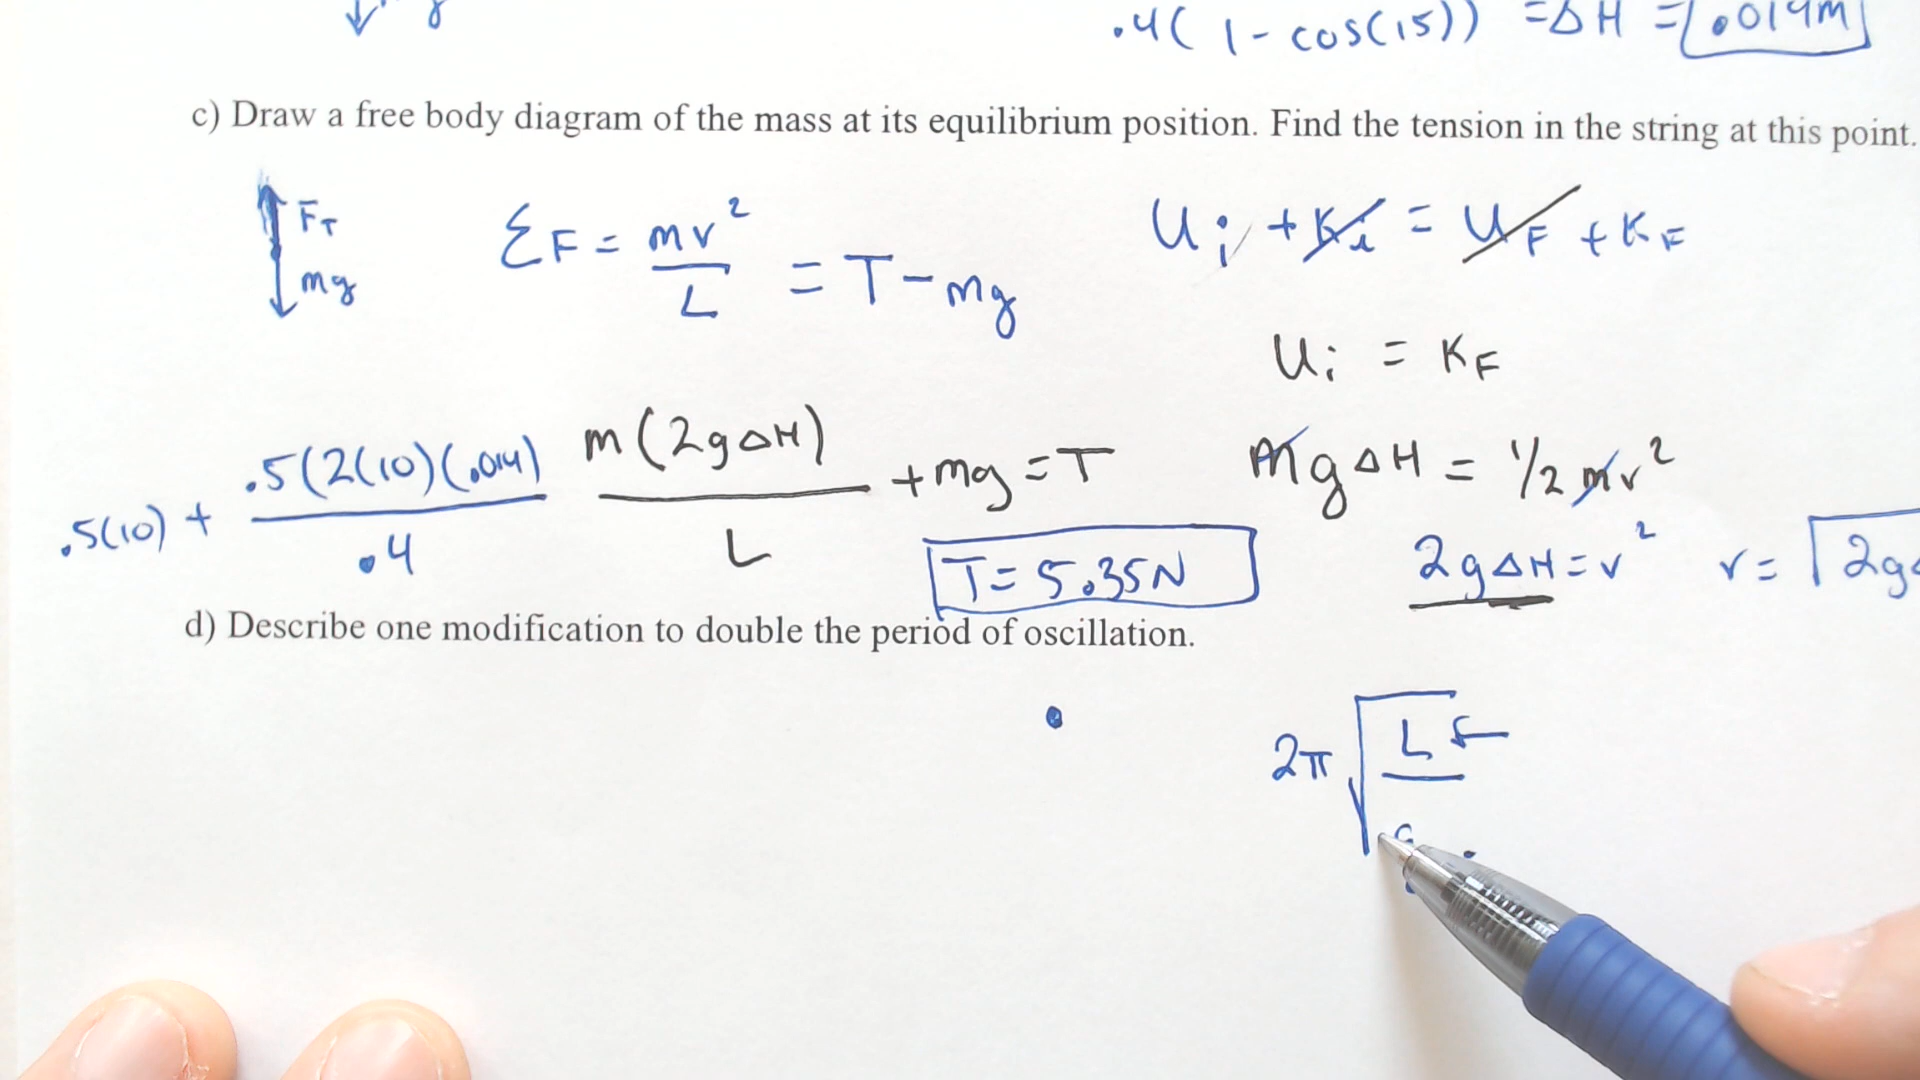 .4( 1 - cos(15)) = ΔH = .014m
c) Draw a free body diagram of the mass at its equilibrium position. Find the tension in the string at this point.
F_T
mg
ΣF = mv² / L = T - mg
U_i + K_i = U_F + K_F
U_i = K_F
.5(10) + .5(2(10)(.014) / .4
m(2gΔH) / L + mg = T
mgΔH = 1/2 mv²
T = 5.35N
2gΔH = v²
v = √2g
d) Describe one modification to double the period of oscillation.
2π √ L